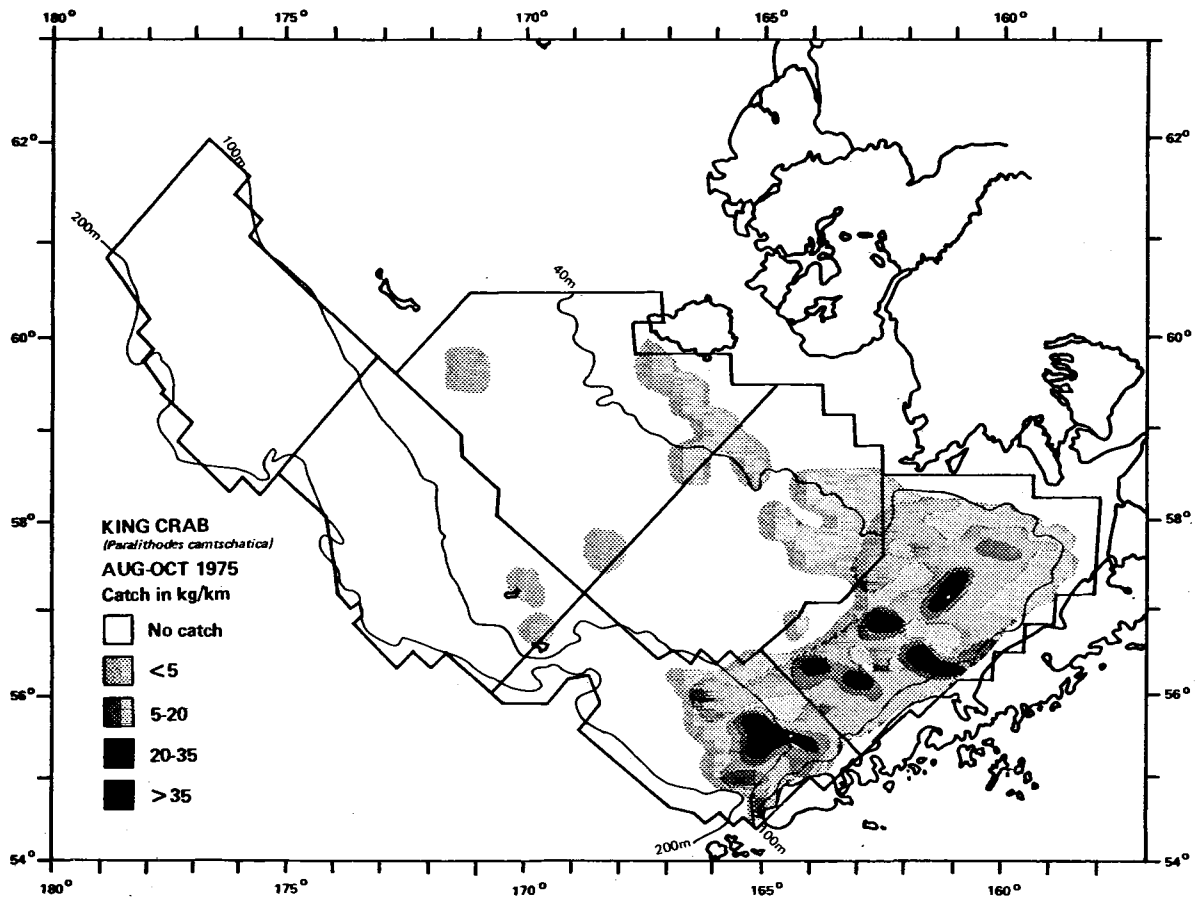 180° 175° 170° 165° 160°
62° 62°
100m
200m
40m
60° 60°
58° 58°
KING CRAB
(Paralithodes camtschatica)
AUG-OCT 1975
Catch in kg/km
No catch
<5
5-20
20-35
>35
56° 56°
200m 100m
54° 54°
180° 175° 170° 165° 160°